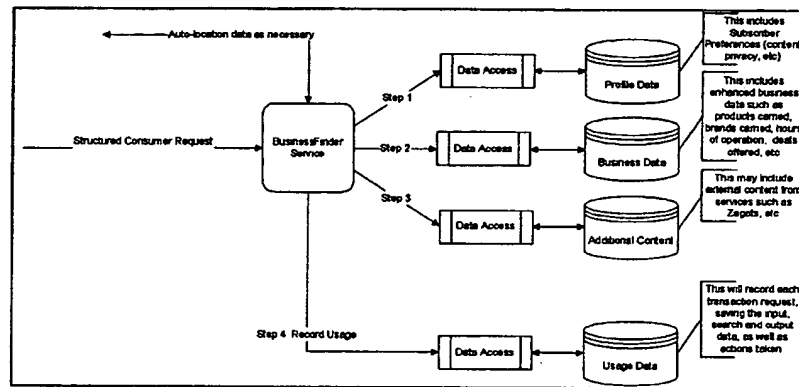 Auto-location data as necessary
Structured Consumer Request
BusinessFinder
Service
Step 1
Step 2
Step 3
Step 4 Record Usage
Data Access
Profile Data
This includes
Subscriber
Preferences (content
privacy, etc)
Data Access
Business Data
This may include
enhanced business
data such as
products carried,
brands carried, hours
of operation, deals
offered, etc
Data Access
Additional Content
This may include
external content from
services such as
Zagots, etc
Data Access
Usage Data
This will record each
transaction request,
saving the input,
search and output
data, as well as
actions taken